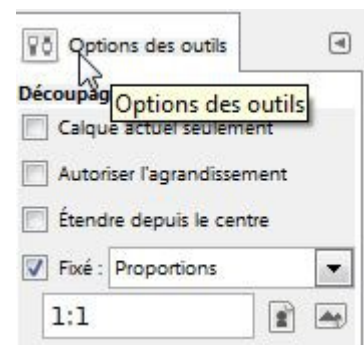 Options des outils
Découpag
Options des outils
Calque actuel seulement
Autoriser l'agrandissement
Étendre depuis le centre
Fixé : Proportions
1:1